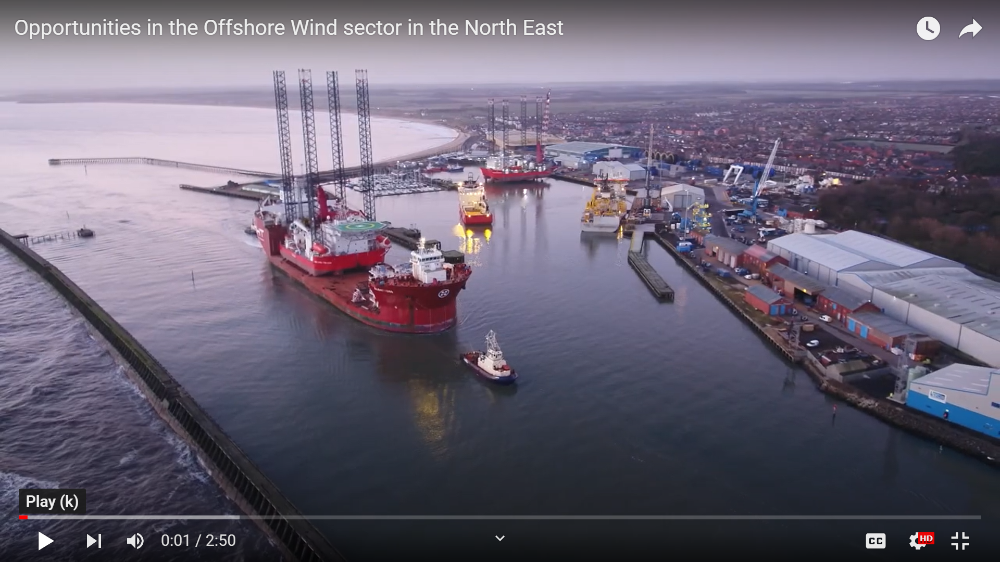 Opportunities in the Offshore Wind sector in the North East
Play (k)
0:01 / 2:50
CC
HD